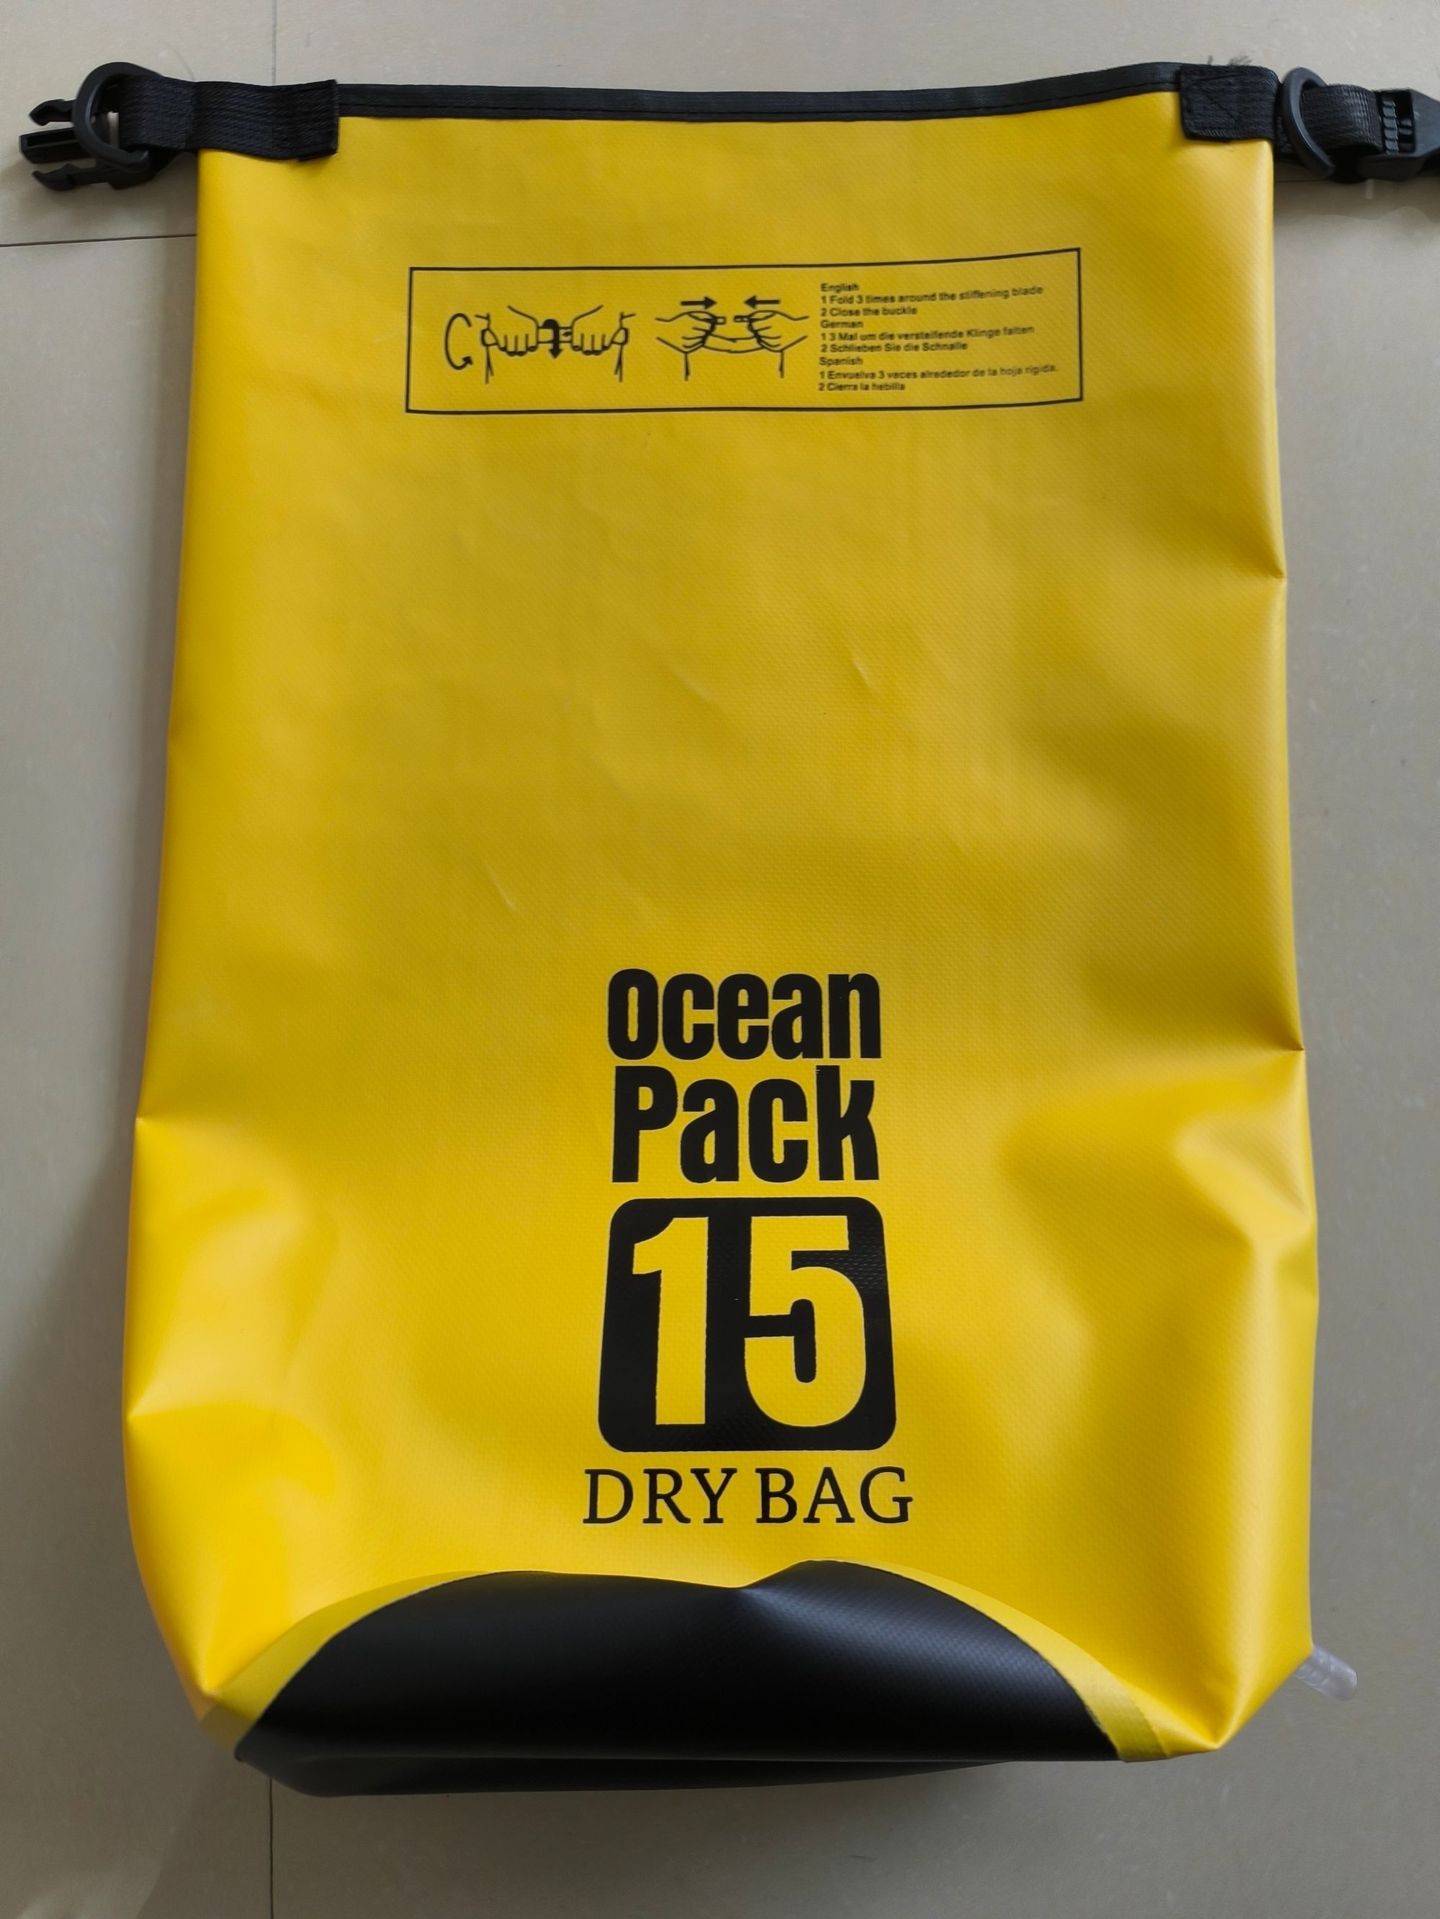 English
1 Fold 3 times around the stiffening blade
2 Close the buckle
German
1 3 Mal um die versteifende Klinge falten
2 Schlieben Sie die Schnalle
Spanish
1 Envuelva 3 veces alrededor de la hoja rigida.
2 Cierra la hebilla
Ocean
Pack
15
DRY BAG